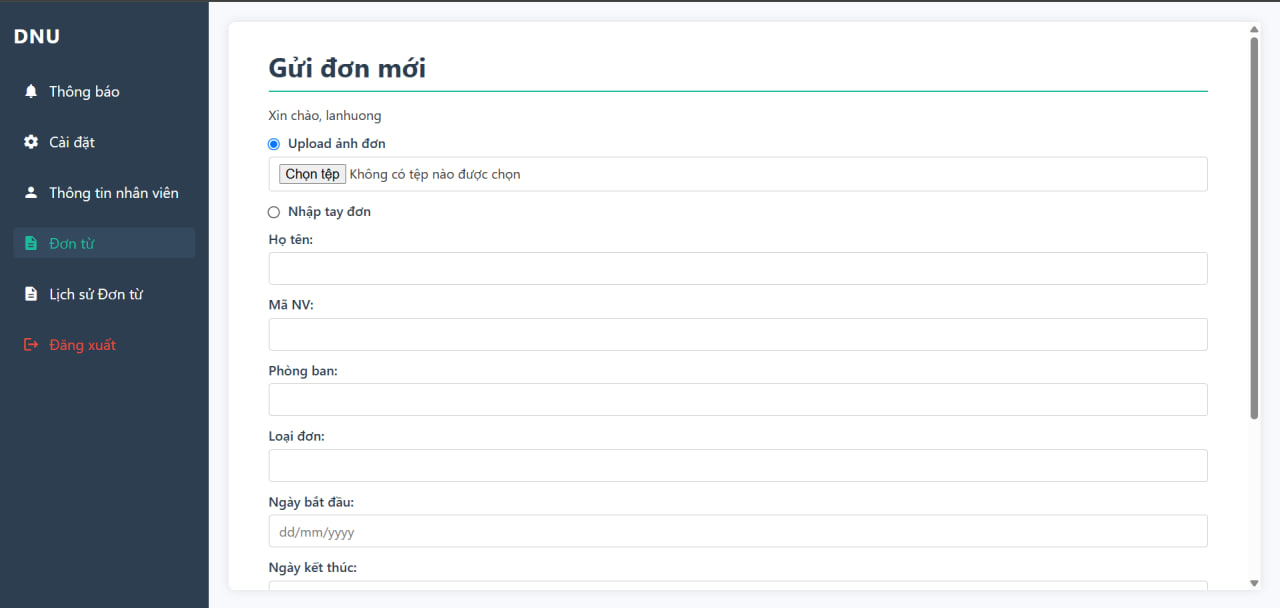 DNU
Thông báo
Cài đặt
Thông tin nhân viên
Đơn từ
Lịch sử Đơn từ
Đăng xuất
Gửi đơn mới
Xin chào, lanhuong
Upload ảnh đơn
Chọn tệp Không có tệp nào được chọn
Nhập tay đơn
Họ tên:
Mã NV:
Phòng ban:
Loại đơn:
Ngày bắt đầu:
dd/mm/yyyy
Ngày kết thúc: